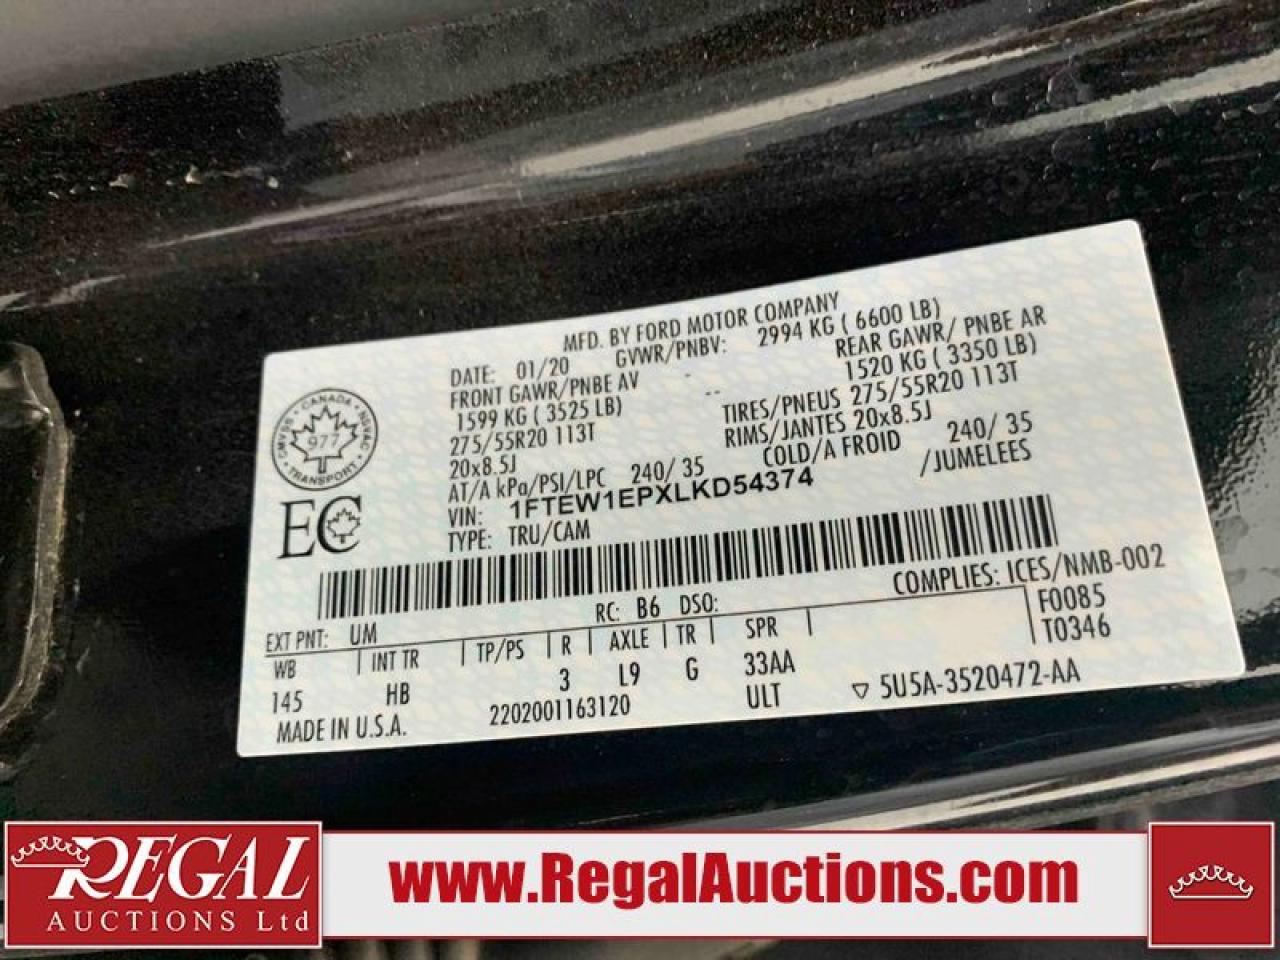 MFD. BY FORD MOTOR COMPANY
DATE: 01/20 GVWR/PNBV: 2994 KG ( 6600 LB)
FRONT GAWR/PNBE AV REAR GAWR/ PNBE AR
1599 KG ( 3525 LB) 1520 KG ( 3350 LB)
275/55R20 113T TIRES/PNEUS 275/55R20 113T
20x8.5J RIMS/JANTES 20x8.5J
AT/A kPa/PSI/LPC 240/ 35 COLD/A FROID 240/ 35
VIN: 1FTEW1EPXLKD54374 /JUMELEES
TYPE: TRU/CAM
CANADA
CMVSS
NSVAC
977
TRANSPORT
EC
COMPLIES: ICES/NMB-002
RC: B6 DSO:
EXT PNT: UM F0085
WB INT TR TP/PS R AXLE TR SPR T0346
145 HB 3 L9 G 33AA
MADE IN U.S.A. 2202001163120 ULT ▽ 5U5A-3520472-AA
REGAL
AUCTIONS Ltd
www.RegalAuctions.com